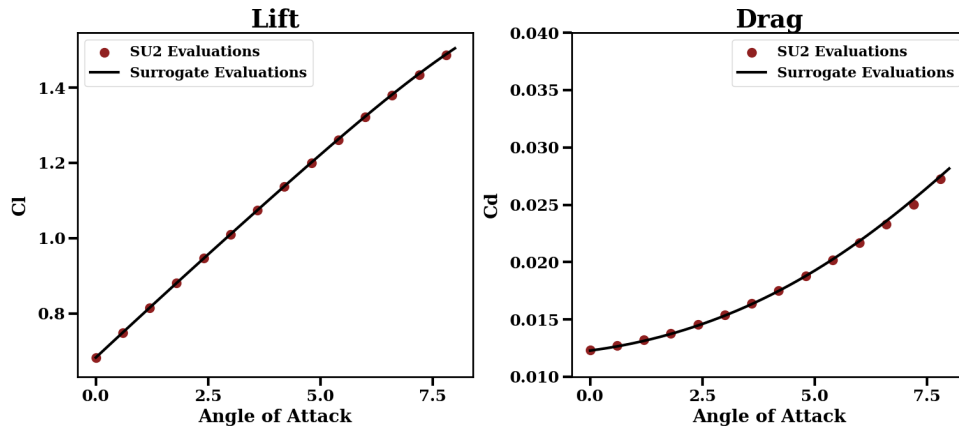 Lift
SU2 Evaluations
Surrogate Evaluations
1.4
1.2
1.0
0.8
Cl
0.0
2.5
5.0
7.5
Angle of Attack
Drag
SU2 Evaluations
Surrogate Evaluations
0.040
0.035
0.030
0.025
0.020
0.015
0.010
Cd
0.0
2.5
5.0
7.5
Angle of Attack